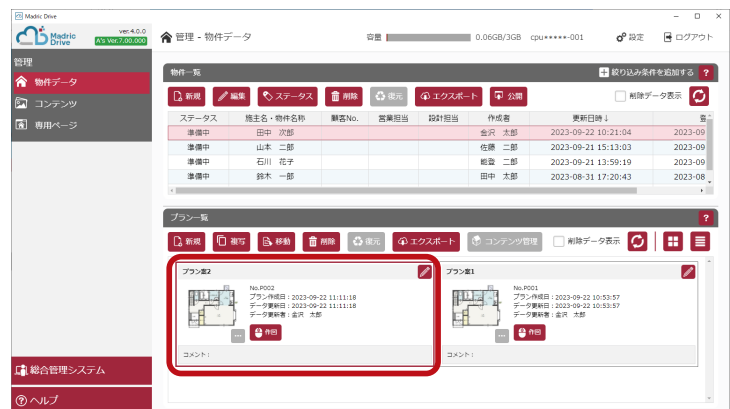 Madric Drive
Madric Drive
ver.4.0.0
A's Ver.7.00.000
管理 - 物件データ
容量
0.06GB/3GB
cpu*****-001
設定
ログアウト
管理
物件データ
コンテンツ
専用ページ
総合管理システム
ヘルプ
物件一覧
絞り込み条件を追加する
?
新規 編集 ステータス 削除 復元 エクスポート 公開
削除データ表示
ステータス 施主名・物件名称 顧客No. 営業担当 設計担当 作成者 更新日時↓
準備中 田中 次郎 金沢 太郎 2023-09-22 10:21:04 2023-09
準備中 山本 二郎 佐藤 二郎 2023-09-21 15:13:03 2023-09
準備中 石川 花子 能登 二郎 2023-09-21 13:59:19 2023-09
準備中 鈴木 一郎 田中 太郎 2023-08-31 17:20:43 2023-08
プラン一覧
?
新規 複写 移動 削除 復元 エクスポート コンテンツ管理
削除データ表示
プラン案2
No.P002
プラン作成日：2023-09-22 11:11:18
データ更新日：2023-09-22 11:11:18
データ更新者：金沢 太郎
...
作図
コメント：
プラン案1
No.P001
プラン作成日：2023-09-22 10:53:57
データ更新日：2023-09-22 10:53:57
データ更新者：金沢 太郎
...
作図
コメント：